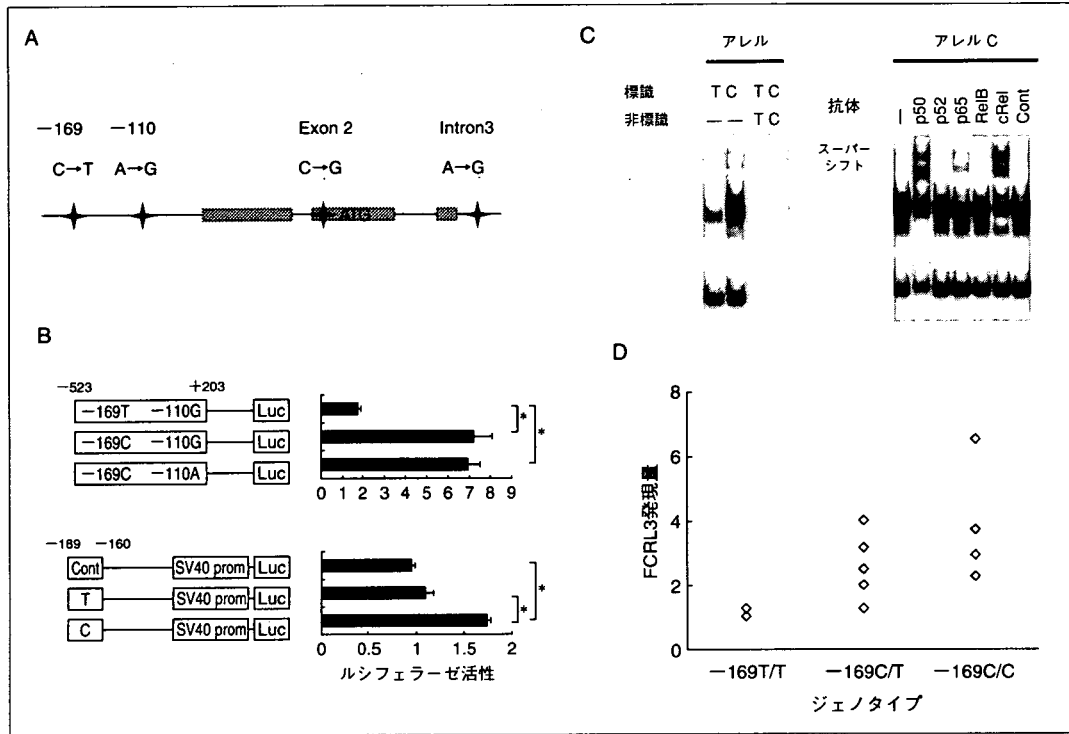 A
−169 −110 Exon 2 Intron3
C→T A→G C→G A→G
ATG
B
−523 +203
−169T −110G Luc
−169C −110G Luc
−169C −110A Luc
* *
0 1 2 3 4 5 6 7 8 9
−189 −160
Cont SV40 prom Luc
T SV40 prom Luc
C SV40 prom Luc
* *
0 0.5 1 1.5 2
ルシフェラーゼ活性
C
アレル
標識 T C T C
非標識 — — T C
アレル C
抗体 — p50 p52 p65 RelB cRel Cont
スーパー
シフト
D
FCRL3発現量
8
6
4
2
0
−169T/T −169C/T −169C/C
ジェノタイプ